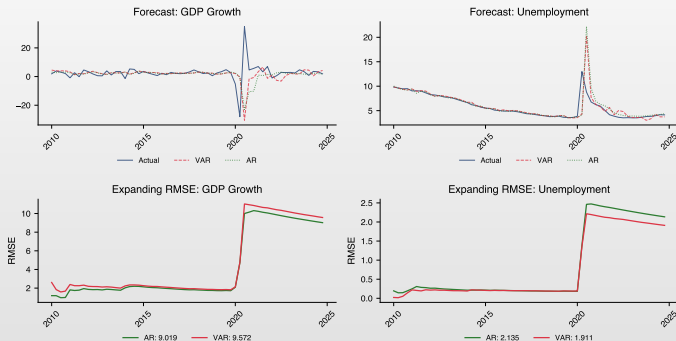 Forecast: GDP Growth
20
0
−20
2010
2015
2020
2025
Actual
VAR
AR
Forecast: Unemployment
20
15
10
5
2010
2015
2020
2025
Actual
VAR
AR
Expanding RMSE: GDP Growth
RMSE
10
8
6
4
2
2010
2015
2020
2025
AR: 9.019
VAR: 9.572
Expanding RMSE: Unemployment
RMSE
2.5
2.0
1.5
1.0
0.5
0.0
2010
2015
2020
2025
AR: 2.135
VAR: 1.911